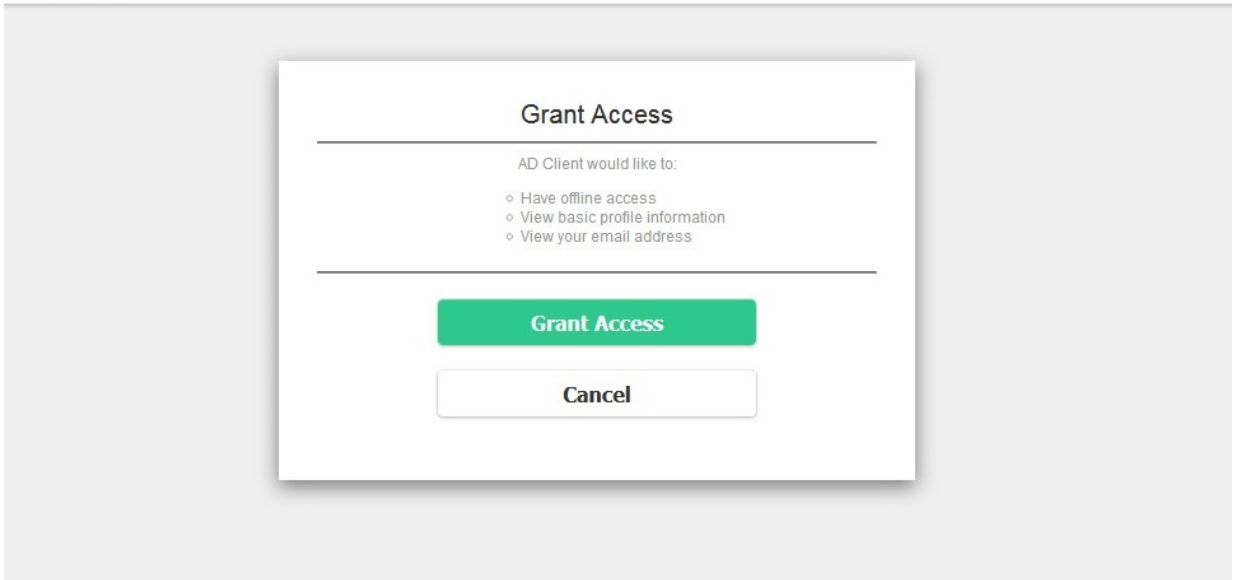 Grant Access
AD Client would like to:
Have offline access
View basic profile information
View your email address
Grant Access
Cancel